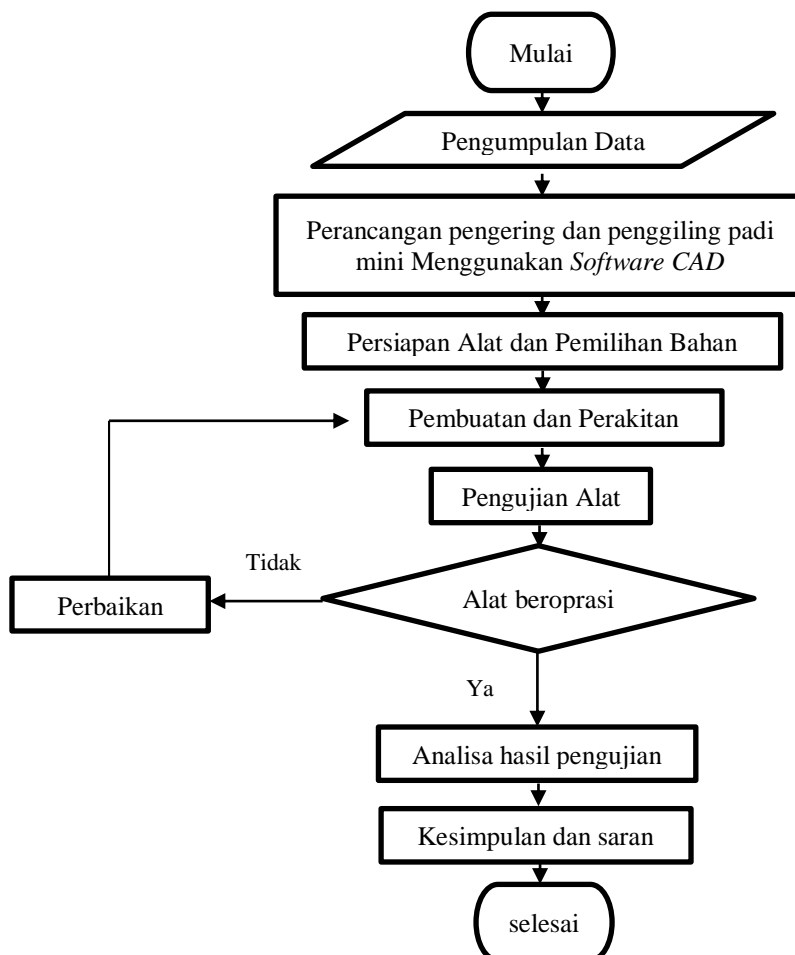 Mulai
Pengumpulan Data
Perancangan pengering dan penggiling padi
mini Menggunakan Software CAD
Persiapan Alat dan Pemilihan Bahan
Pembuatan dan Perakitan
Pengujian Alat
Tidak
Alat beroprasi
Perbaikan
Ya
Analisa hasil pengujian
Kesimpulan dan saran
selesai